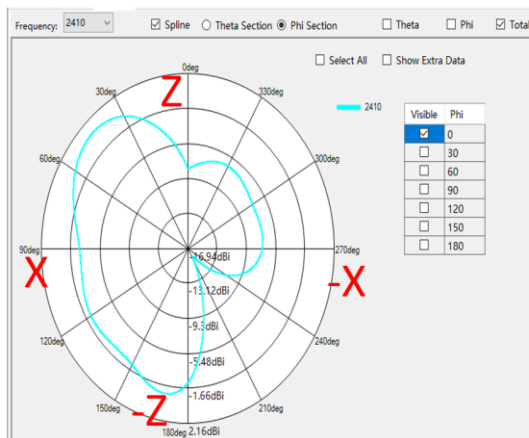 Frequency: 2410 Spline Theta Section Phi Section Theta Phi Total
Select All Show Extra Data
0deg
Z
30deg
330deg
2410
Visible Phi
0
30
60
90
120
150
180
60deg
300deg
90deg
-16.94dBi
270deg
X
-X
-13.12dBi
-9.3dBi
120deg
240deg
-5.48dBi
-1.66dBi
150deg
-Z
210deg
180deg 2.16dBi